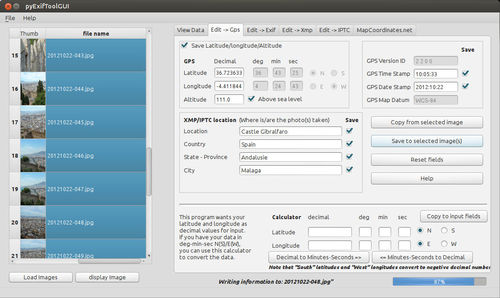 pyExifToolGUI
File Help
Thumb file name
15 20121022-043.jpg
16 20121022-044.jpg
17 20121022-045.jpg
18 20121022-046.jpg
19 20121022-047.jpg
20 20121022-048.jpg
21 20121022-049.jpg
Load Images display Image
View Data Edit -> Gps Edit -> Exif Edit -> Xmp Edit -> IPTC MapCoordinates.net
Save Latitude/longitude/Altitude
GPS Decimal deg min sec
Latitude 36.723633 36 43 25 N S
Longitude -4.411844 4 24 43 E W
Altitude 111.0 Above sea level
Save
GPS Version ID 2 2 0 0
GPS Time Stamp 10:05:33
GPS Date Stamp 2012:10:22
GPS Map Datum WGS-84
XMP/IPTC location (Where is/are the photo(s) taken) Save
Location Castle Gibralfaro
Country Spain
State - Province Andalusie
City Malaga
Copy from selected image
Save to selected image(s)
Reset fields
Help
This program wants your
latitude and longitude as
decimal values for input.
If you have your data in
deg-min-sec N(S)/E(W),
you can use this calculator
to convert the data.
Calculator decimal deg min sec Copy to input fields
Latitude N S
Longitude E W
Decimal to Minutes-Seconds => <= Minutes-Seconds to Decimal
Note that "South" latitudes and "West" longitudes convert to negative decimal number
Writing information to: 20121022-048.jpg" 87%